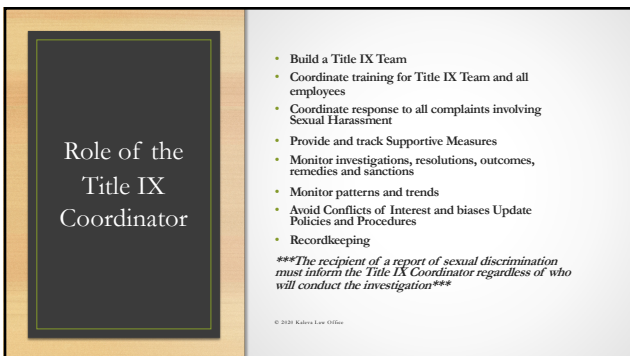 Role of the
Title IX
Coordinator
• Build a Title IX Team
• Coordinate training for Title IX Team and all
employees
• Coordinate response to all complaints involving
Sexual Harassment
• Provide and track Supportive Measures
• Monitor investigations, resolutions, outcomes,
remedies and sanctions
• Monitor patterns and trends
• Avoid Conflicts of Interest and biases Update
Policies and Procedures
• Recordkeeping
***The recipient of a report of sexual discrimination
must inform the Title IX Coordinator regardless of who
will conduct the investigation***
© 2020 Kaleva Law Office